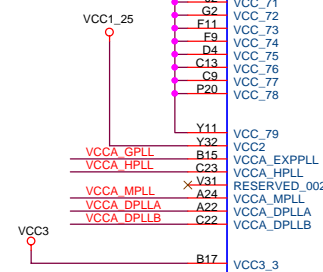 VCC_71
G2 VCC_72
VCC1_25 F11 VCC_73
F9 VCC_74
D4 VCC_75
C13 VCC_76
C9 VCC_77
P20 VCC_78
Y11 VCC_79
Y32 VCC2
VCCA_GPLL B15 VCCA_EXPPLL
VCCA_HPLL C23 VCCA_HPLL
V31 RESERVED_002
VCCA_MPLL A24 VCCA_MPLL
VCCA_DPLLA A22 VCCA_DPLLA
VCCA_DPLLB C22 VCCA_DPLLB
VCC3
B17 VCC3_3